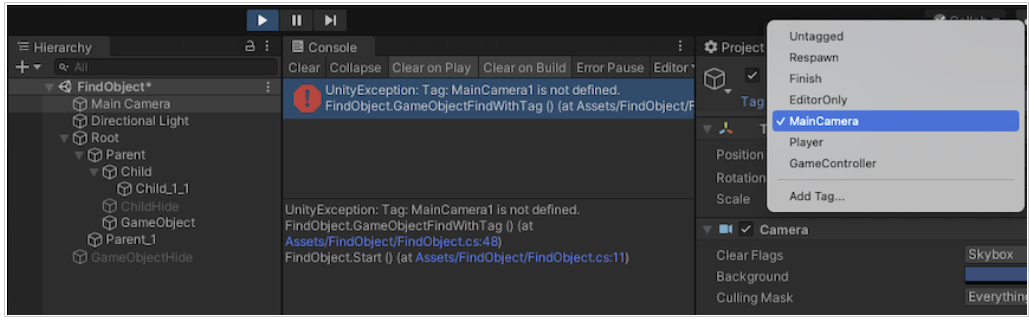 Collab
Hierarchy
All
FindObject*
Main Camera
Directional Light
Root
Parent
Child
Child_1_1
ChildHide
GameObject
Parent_1
GameObjectHide
Console
Clear Collapse Clear on Play Clear on Build Error Pause Editor
UnityException: Tag: MainCamera1 is not defined.
FindObject.GameObjectFindWithTag () (at Assets/FindObject/F
UnityException: Tag: MainCamera1 is not defined.
FindObject.GameObjectFindWithTag () (at
Assets/FindObject/FindObject.cs:48)
FindObject.Start () (at Assets/FindObject/FindObject.cs:11)
Project
Tag
T
Position
Rotation
Scale
Untagged
Respawn
Finish
EditorOnly
MainCamera
Player
GameController
Add Tag...
Camera
Clear Flags Skybox
Background
Culling Mask Everything